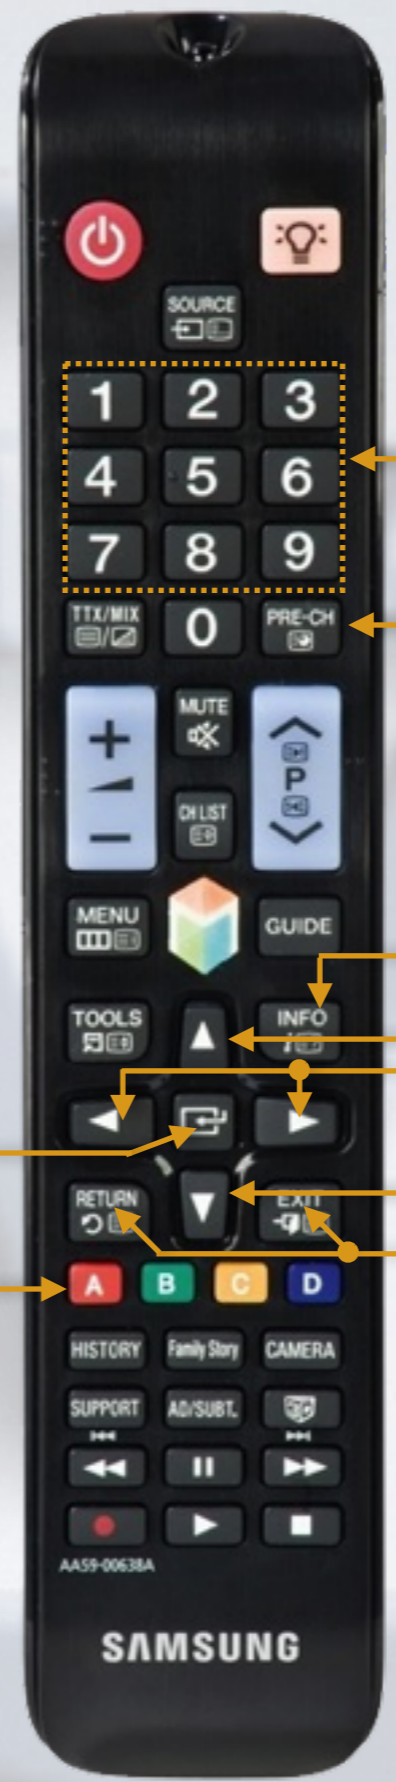 SOURCE
1 2 3
4 5 6
7 8 9
TTX/MIX 0 PRE-CH
MUTE
P
CH LIST
MENU GUIDE
TOOLS INFO
RETURN EXIT
A B C D
HISTORY Family Story CAMERA
SUPPORT AD/SUBT.
AA59-00638A
SAMSUNG